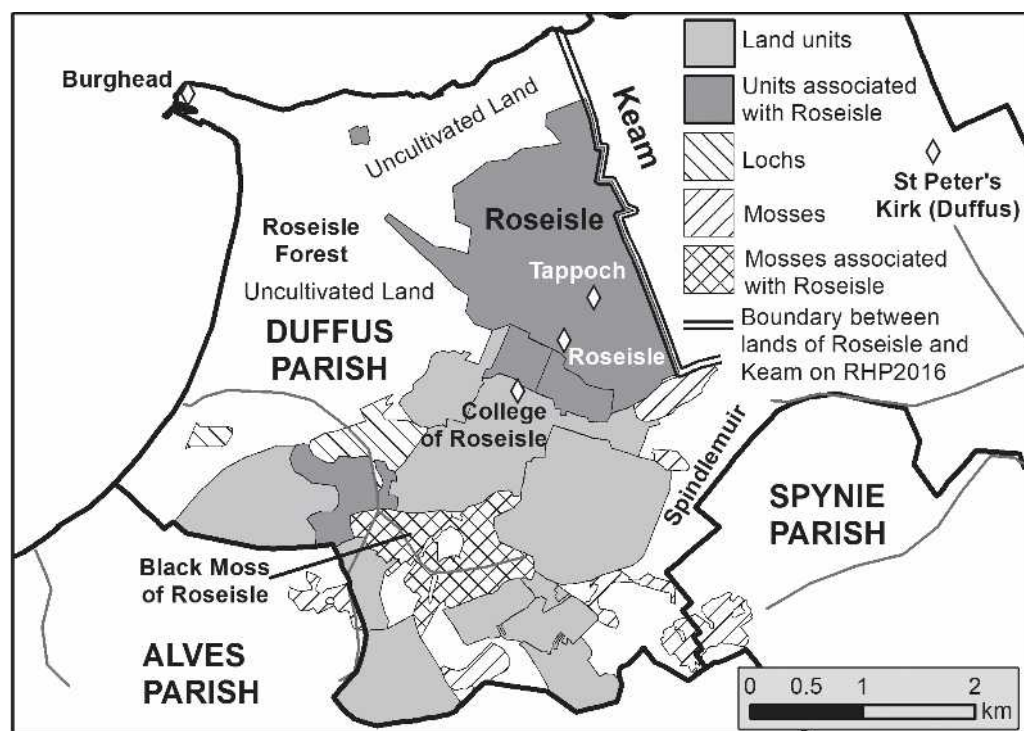 Burghead
Uncultivated Land
Keam
Roseisle
Forest
Uncultivated Land
DUFFUS
PARISH
Roseisle
Tappoch
Roseisle
College
of Roseisle
Spindlemuir
SPYNIE
PARISH
Black Moss
of Roseisle
ALVES
PARISH
Land units
Units associated
with Roseisle
Lochs
Mosses
Mosses associated
with Roseisle
Boundary between
lands of Roseisle and
Keam on RHP2016
St Peter's
Kirk (Duffus)
0 0.5 1 2
km